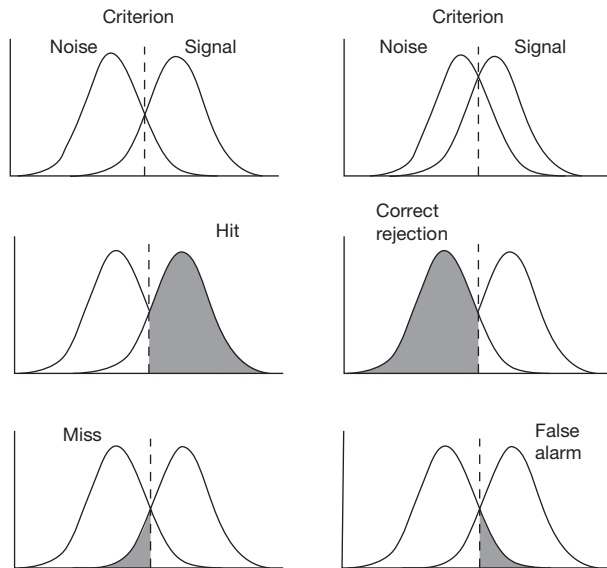 Criterion
Noise
Signal
Criterion
Noise
Signal
Hit
Correct
rejection
Miss
False
alarm